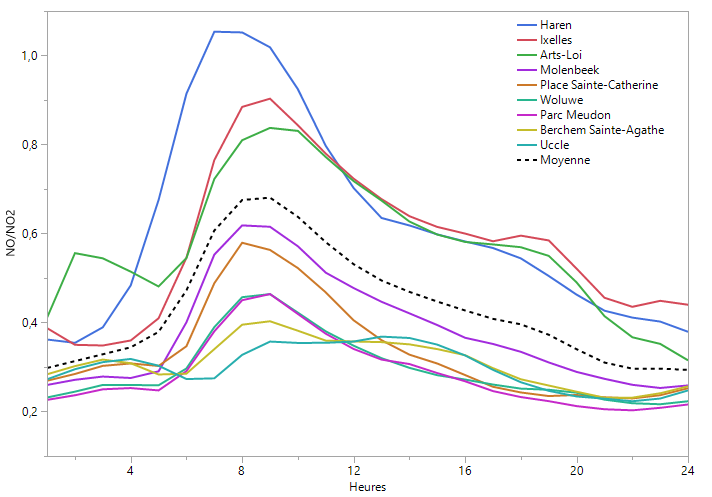 Haren
Ixelles
Arts-Loi
Molenbeek
Place Sainte-Catherine
Woluwe
Parc Meudon
Berchem Sainte-Agathe
Uccle
Moyenne
1,0
0,8
0,6
0,4
0,2
NO/NO2
4 8 12 16 20 24
Heures